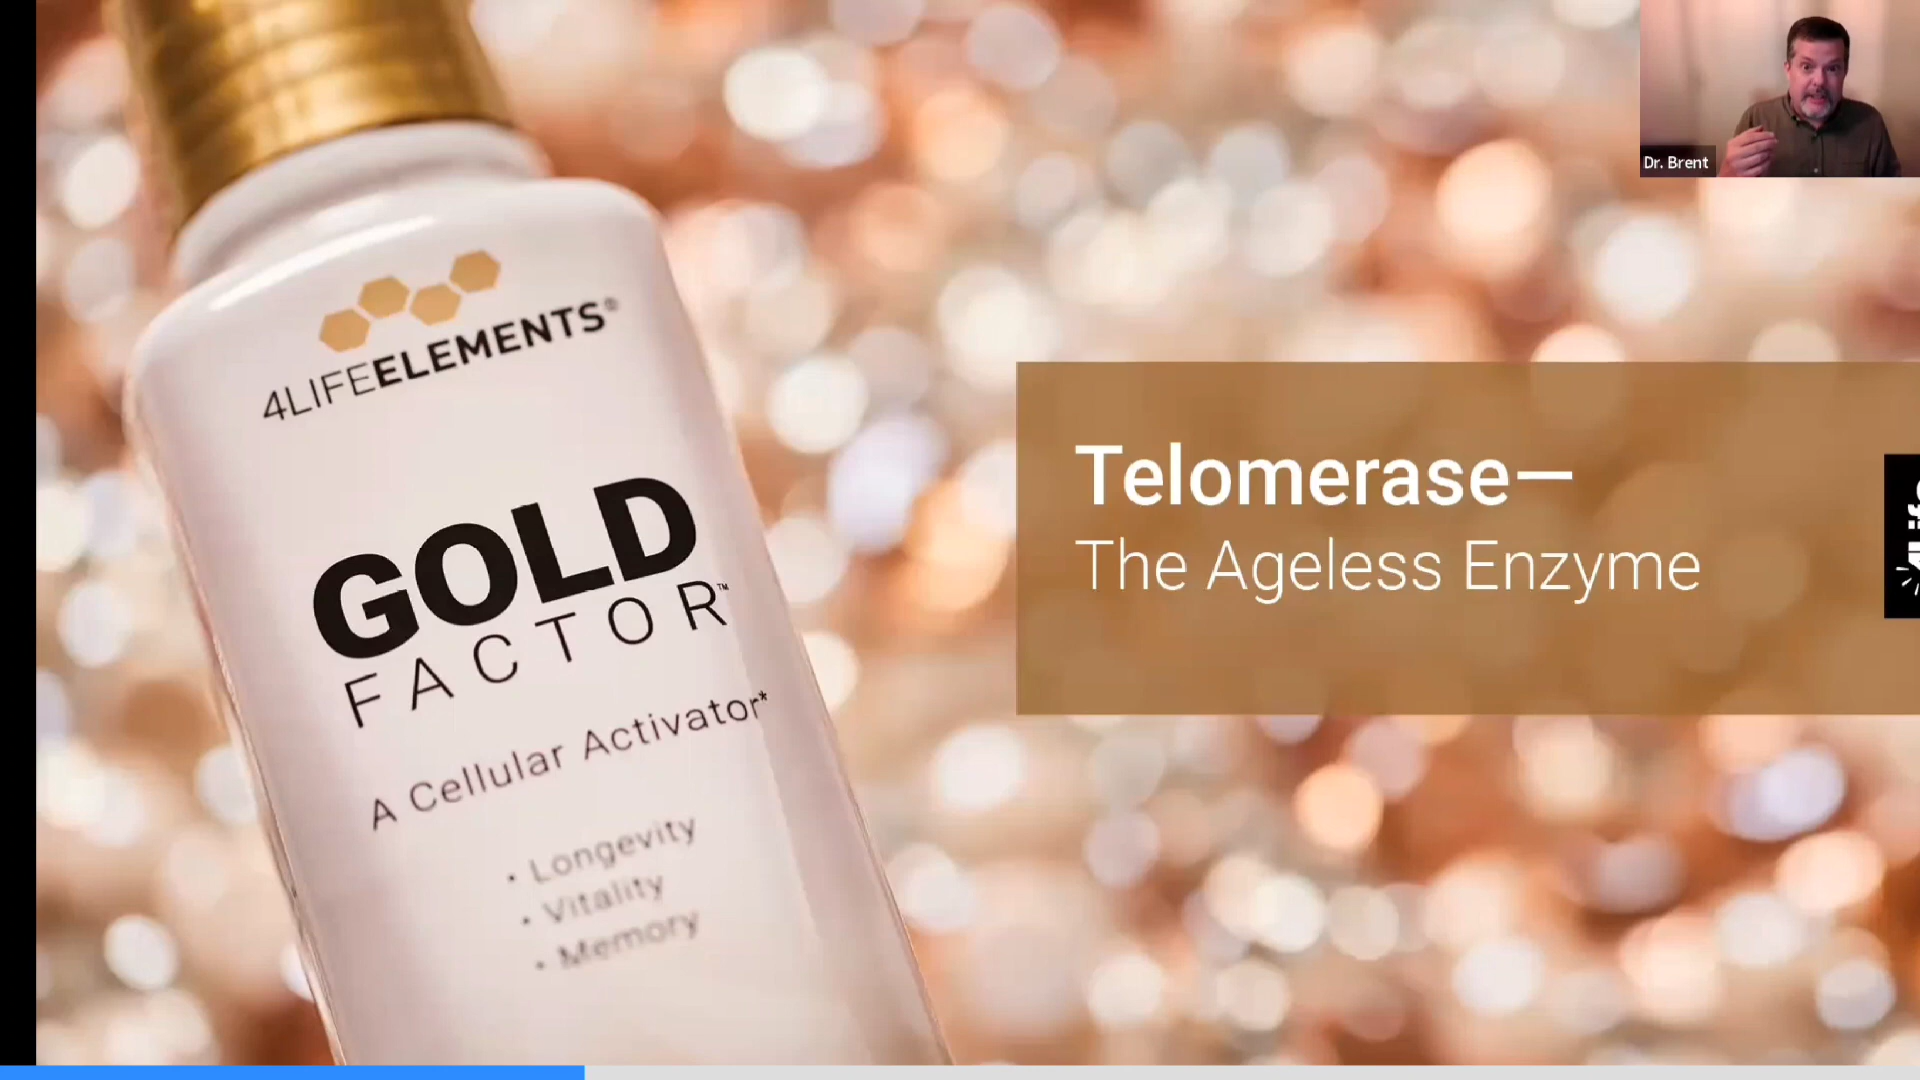 4LIFEELEMENTS®
GOLD
FACTOR™
A Cellular Activator*
• Longevity
• Vitality
• Memory
Telomerase—
The Ageless Enzyme
Dr. Brent